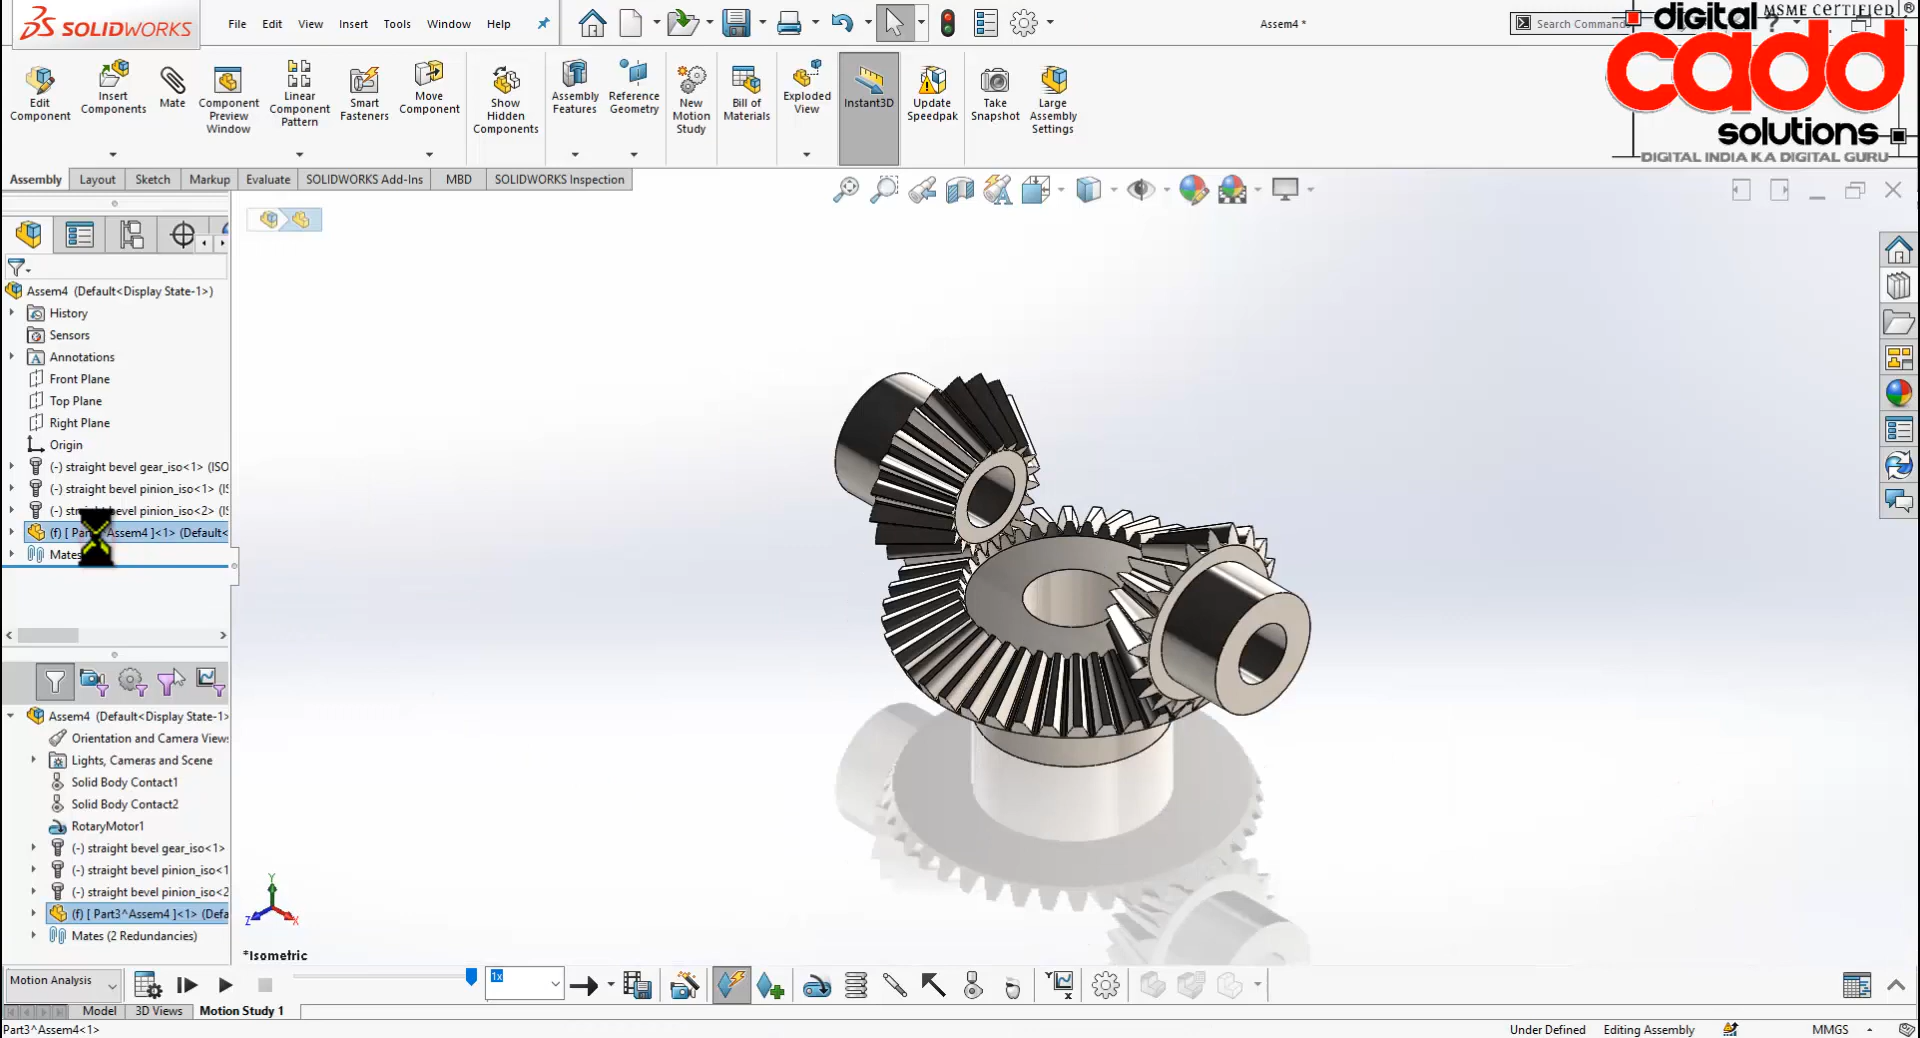 SOLIDWORKS
File Edit View Insert Tools Window Help
Assem4 *
Search Comman
digital
MSME CERTIFIED ®
cadd
solutions
DIGITAL INDIA KA DIGITAL GURU
Edit Component
Insert Components
Mate
Component Preview Window
Linear Component Pattern
Smart Fasteners
Move Component
Show Hidden Components
Assembly Features
Reference Geometry
New Motion Study
Bill of Materials
Exploded View
Instant3D
Update Speedpak
Take Snapshot
Large Assembly Settings
Assembly Layout Sketch Markup Evaluate SOLIDWORKS Add-Ins MBD SOLIDWORKS Inspection
Assem4 (Default<Display State-1>)
History
Sensors
Annotations
Front Plane
Top Plane
Right Plane
Origin
(-) straight bevel gear_iso<1> (ISO
(-) straight bevel pinion_iso<1> (I
(-) straight bevel pinion_iso<2> (I
(f) [ Par Assem4 ]<1> (Default<
Mates
Assem4 (Default<Display State-1>
Orientation and Camera View
Lights, Cameras and Scene
Solid Body Contact1
Solid Body Contact2
RotaryMotor1
(-) straight bevel gear_iso<1>
(-) straight bevel pinion_iso<1
(-) straight bevel pinion_iso<2
(f) [ Part3^Assem4 ]<1> (Defa
Mates (2 Redundancies)
Y
Z X
*Isometric
Motion Analysis
1x
Model 3D Views Motion Study 1
Part3^Assem4<1>
Under Defined Editing Assembly MMGS